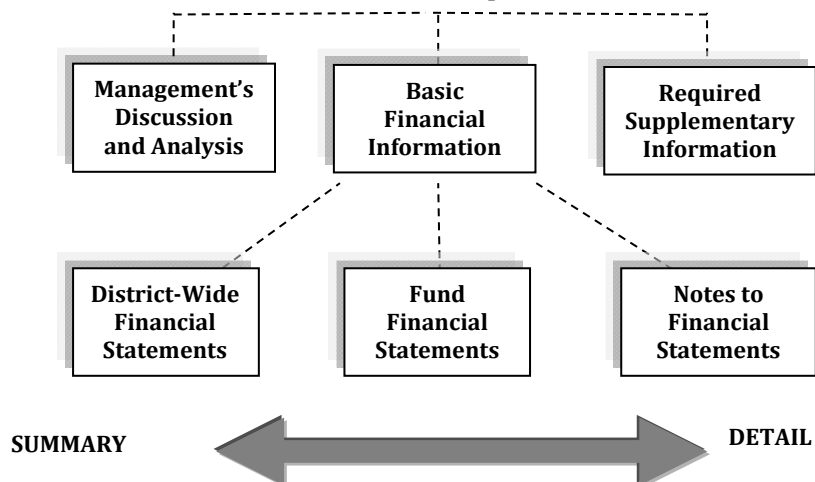 Management’s
Discussion
and Analysis
Basic
Financial
Information
Required
Supplementary
Information
District-Wide
Financial
Statements
Fund
Financial
Statements
Notes to
Financial
Statements
SUMMARY
DETAIL